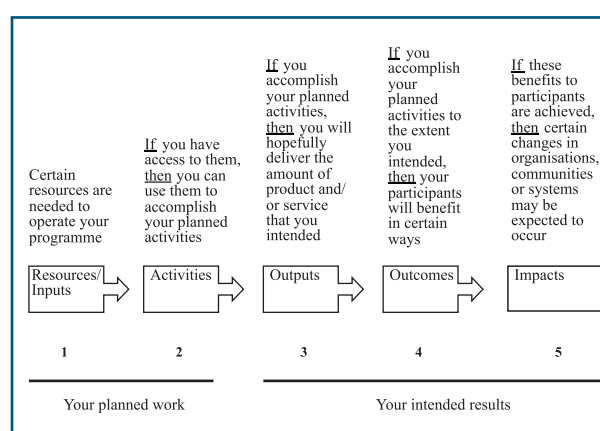 Certain
resources are
needed to
operate your
programme
If you have
access to them,
then you can
use them to
accomplish
your planned
activities
If you
accomplish
your planned
activities,
then you will
hopefully
deliver the
amount of
product and/
or service
that you
intended
If you
accomplish
your
planned
activities to
the extent
you
intended,
then your
participants
will benefit
in certain
ways
If these
benefits to
participants
are achieved,
then certain
changes in
organisations,
communities
or systems
may be
expected to
occur
Resources/
Inputs
Activities
Outputs
Outcomes
Impacts
1
2
3
4
5
Your planned work
Your intended results